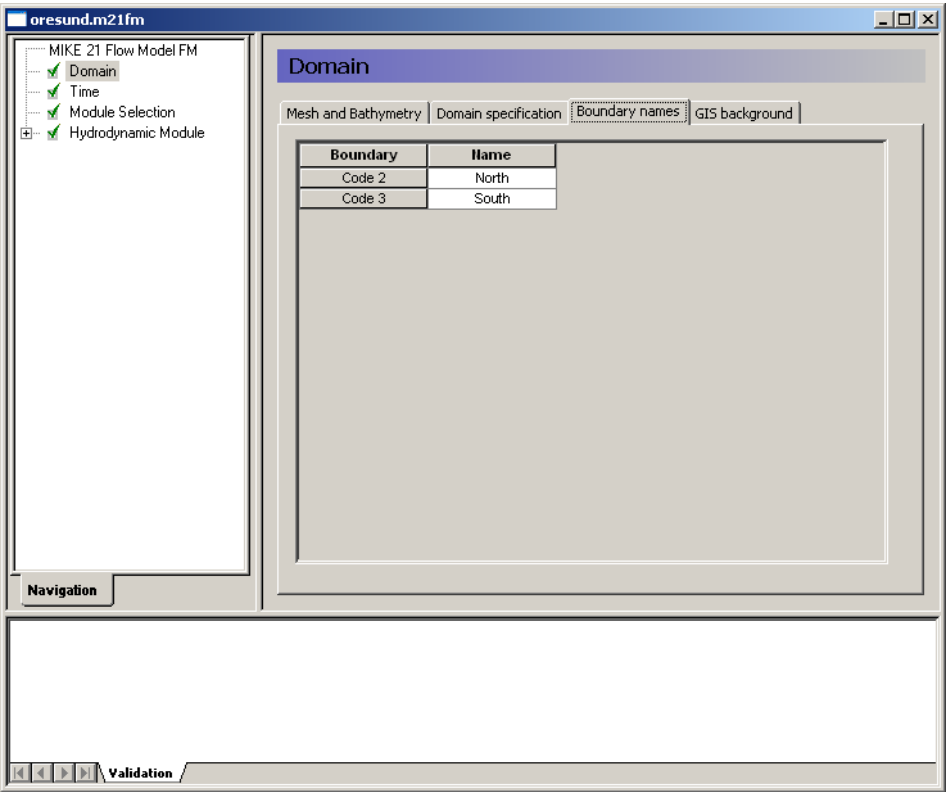 oresund.m21fm
MIKE 21 Flow Model FM
Domain
Time
Module Selection
Hydrodynamic Module
Navigation
Domain
Mesh and Bathymetry Domain specification Boundary names GIS background
Boundary Name
Code 2 North
Code 3 South
Validation